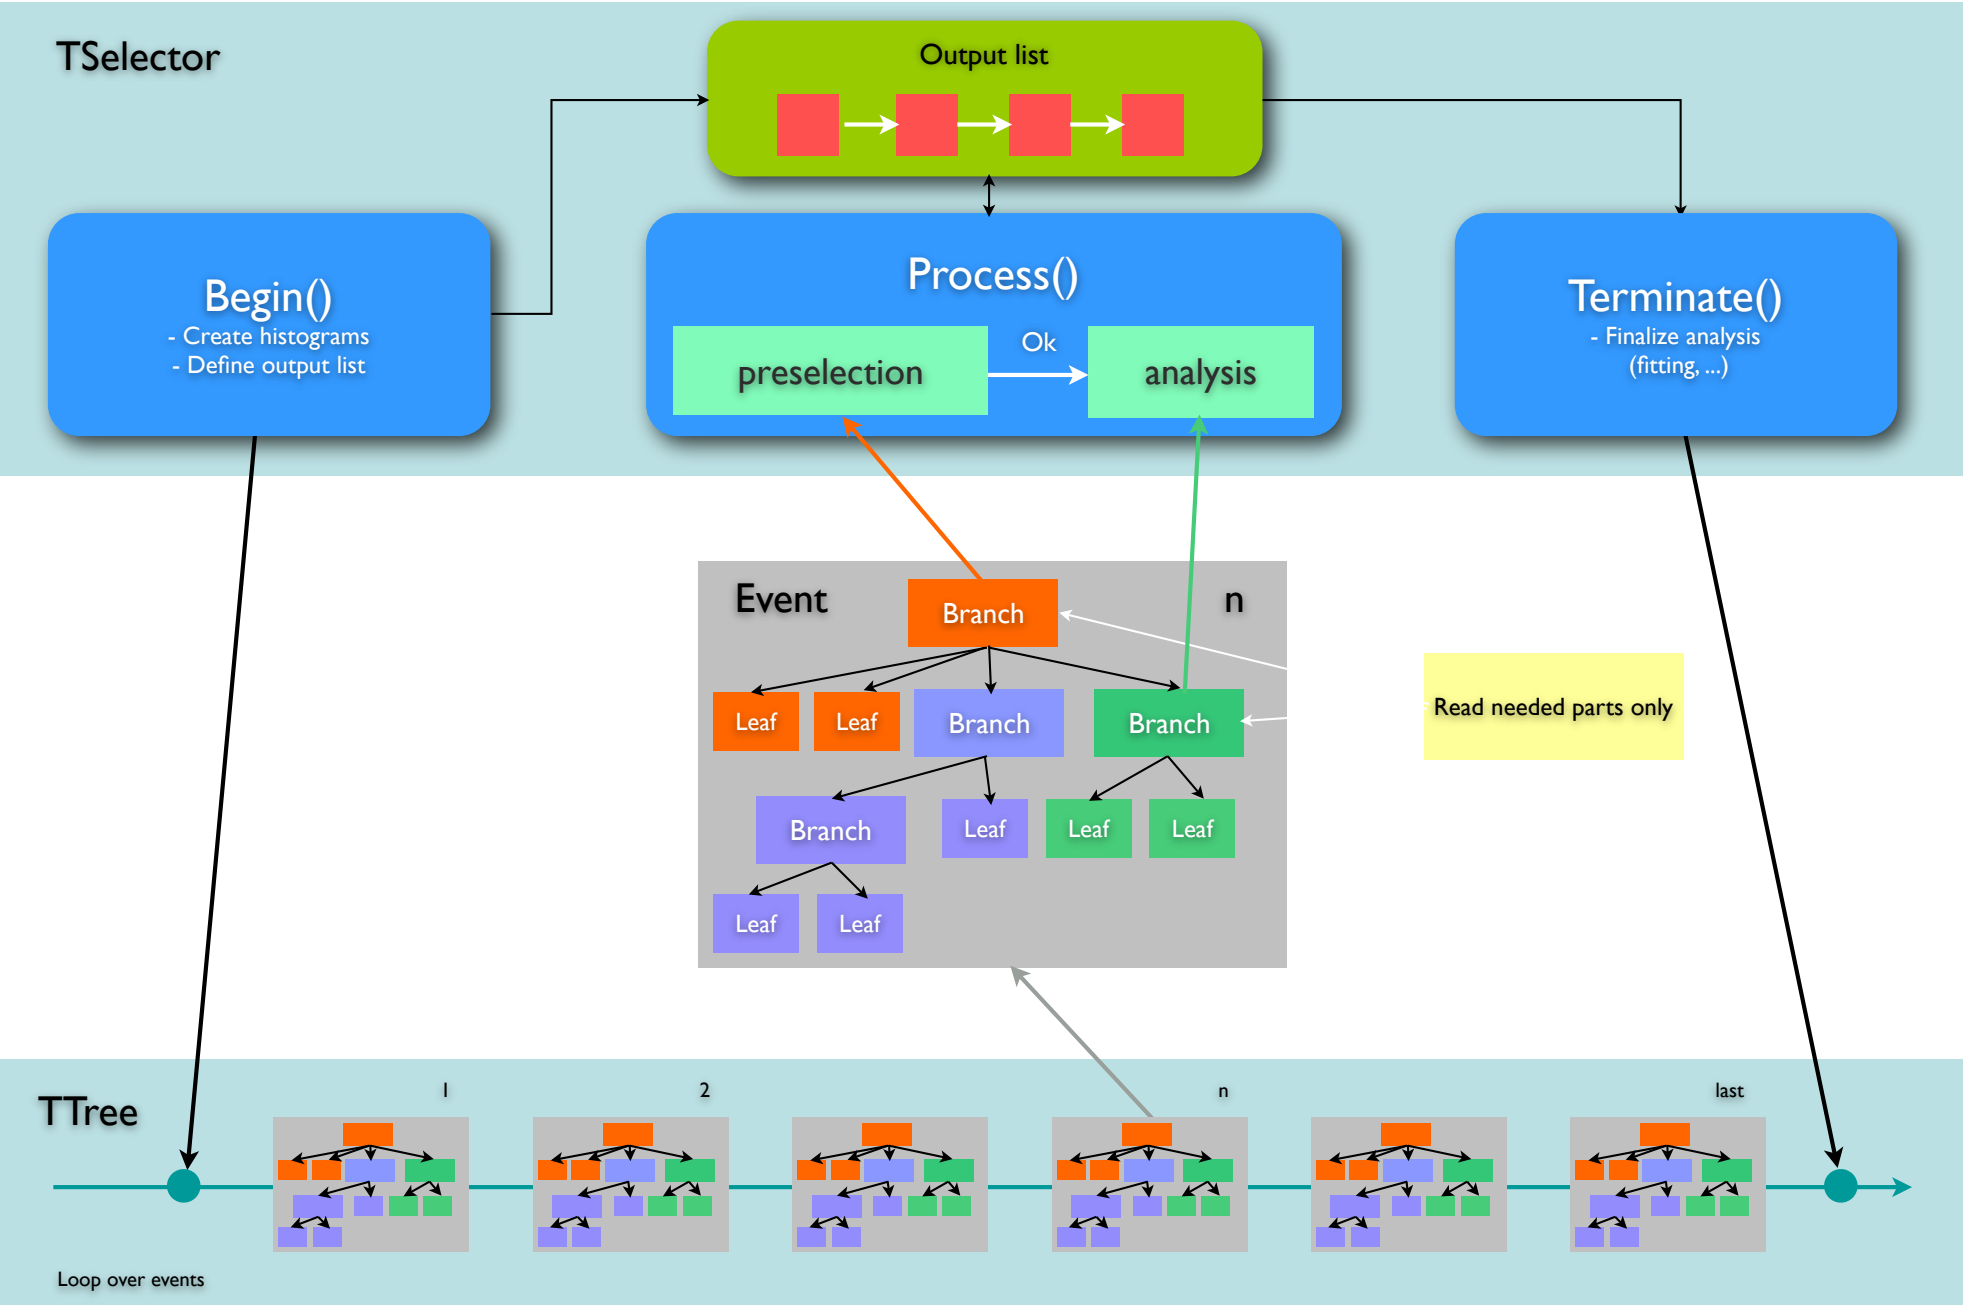 TSelector
Output list
Begin()
- Create histograms
- Define output list
Process()
preselection
Ok
analysis
Terminate()
- Finalize analysis
(fitting, ...)
Event
n
Branch
Leaf
Leaf
Branch
Branch
Read needed parts only
Branch
Leaf
Leaf
Leaf
Leaf
Leaf
TTree
1
2
n
last
Loop over events